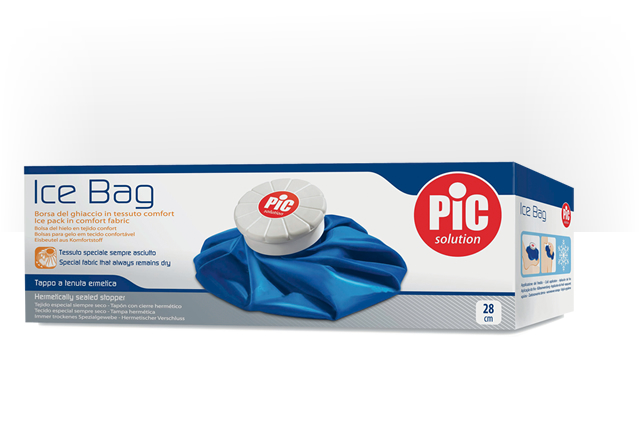 Ice Bag
Borsa del ghiaccio in tessuto comfort
Ice pack in comfort fabric
Bolsa del hielo en tejido confort
Bolsas para gelo em tecido confortável
Eisbeutel aus Komfortstoff
Tessuto speciale sempre asciutto
Special fabric that always remains dry
Tappo a tenuta ermetica
Hermetically sealed stopper
Tejido especial siempre seco - Tapón con cierre hermético
Tecido especial sempre seco - Tampa hermética
Immer trockenes Spezialgewebe - Hermetischer Verschluss
PiC
solution
PiC
solution
28
cm
Ice Bag